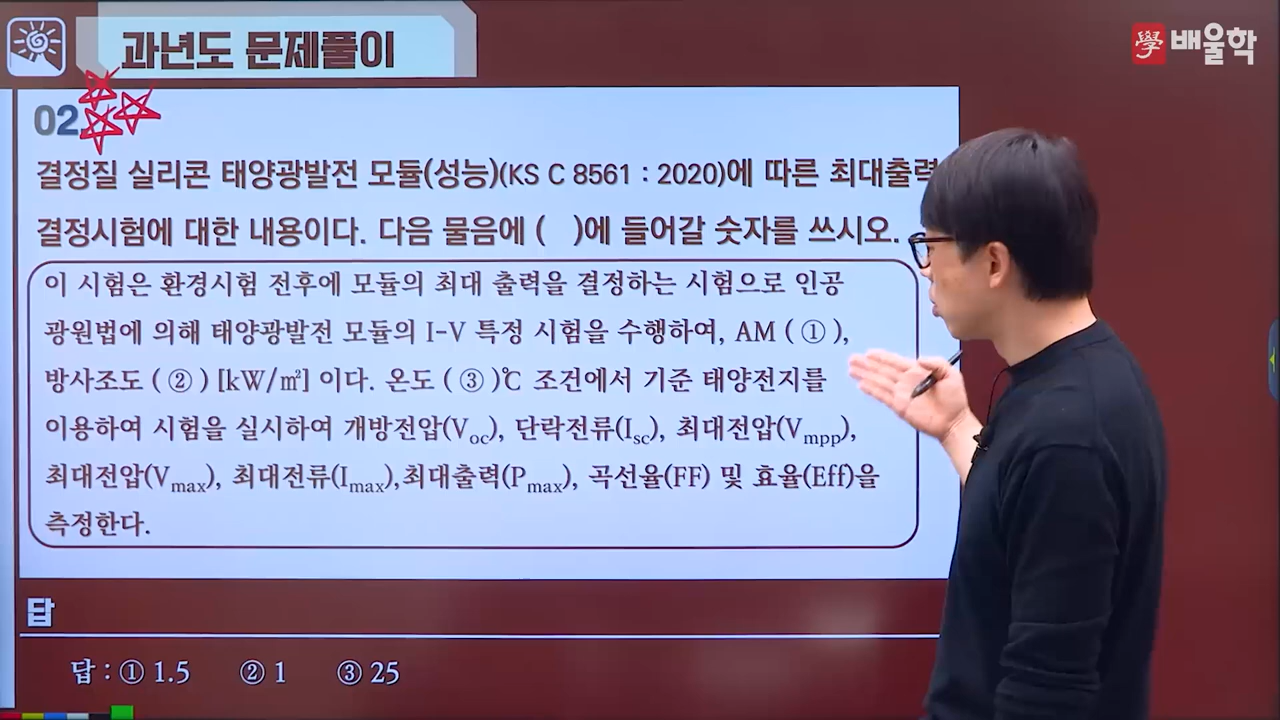 과년도 문제풀이
學 배울학
02.
결정질 실리콘 태양광발전 모듈(성능)(KS C 8561 : 2020)에 따른 최대출력
결정시험에 대한 내용이다. 다음 물음에 ( )에 들어갈 숫자를 쓰시오.
이 시험은 환경시험 전후에 모듈의 최대 출력을 결정하는 시험으로 인공
광원법에 의해 태양광발전 모듈의 I-V 특정 시험을 수행하여, AM ( ① ),
방사조도 ( ② ) [kW/㎡] 이다. 온도 ( ③ )℃ 조건에서 기준 태양전지를
이용하여 시험을 실시하여 개방전압(Voc), 단락전류(Isc), 최대전압(Vmpp),
최대전압(Vmax), 최대전류(Imax),최대출력(Pmax), 곡선율(FF) 및 효율(Eff)을
측정한다.
답
답 : ① 1.5 ② 1 ③ 25